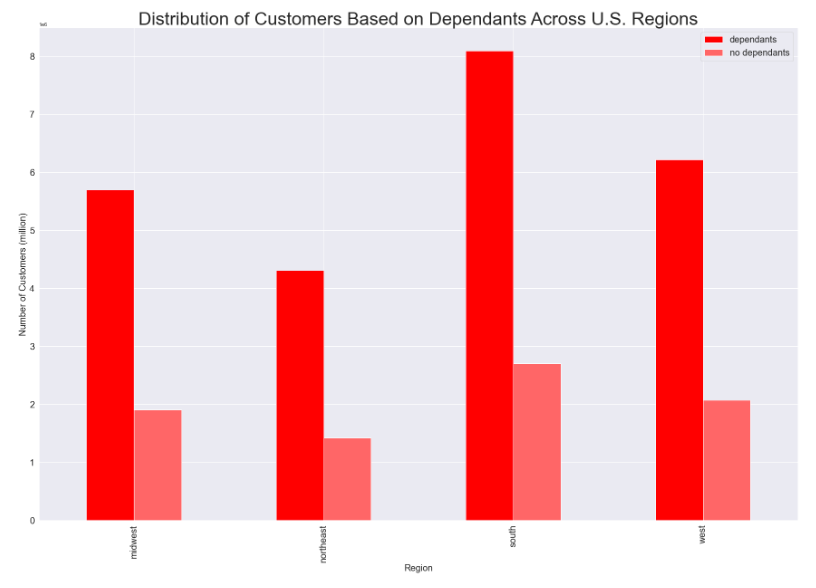 Distribution of Customers Based on Dependants Across U.S. Regions
1e6
dependants
no dependants
8
7
6
5
4
3
2
1
0
Number of Customers (million)
midwest
northeast
south
west
Region